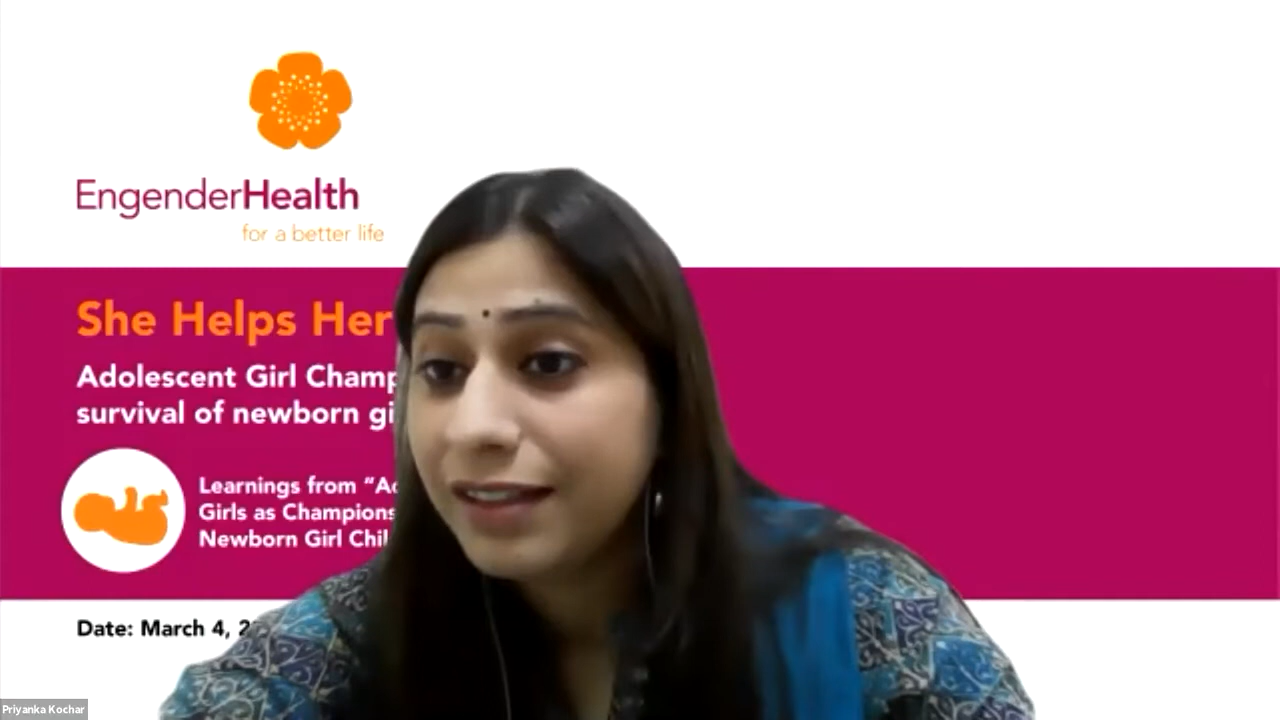 EngenderHealth
for a better life
She Helps Her
Adolescent Girl Champ
survival of newborn gi
Learnings from “Ad
Girls as Champions
Newborn Girl Chil
Date: March 4, 2
Priyanka Kochar